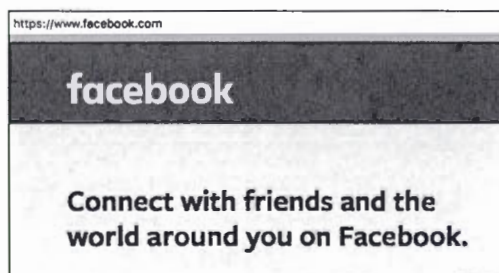 https://www.facebook.com
facebook
Connect with friends and the
world around you on Facebook.